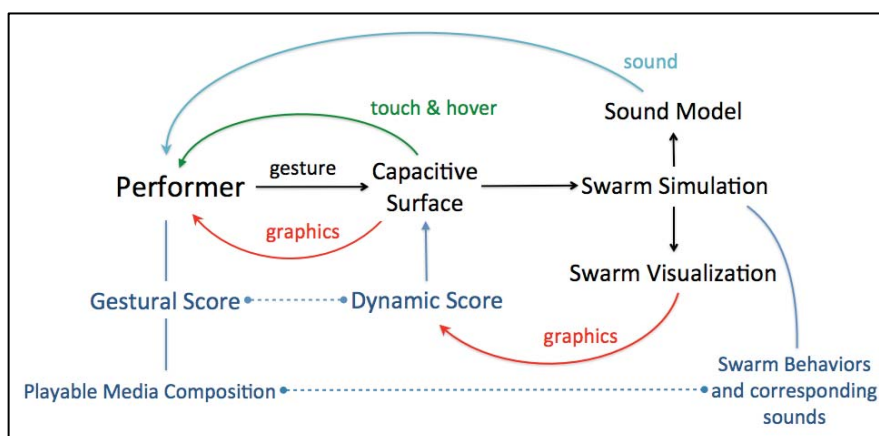 sound
touch & hover
Sound Model
gesture
Capacitive
Performer
Surface
Swarm Simulation
graphics
Swarm Visualization
Gestural Score
Dynamic Score
graphics
Swarm Behaviors
Playable Media Composition
and corresponding
sounds